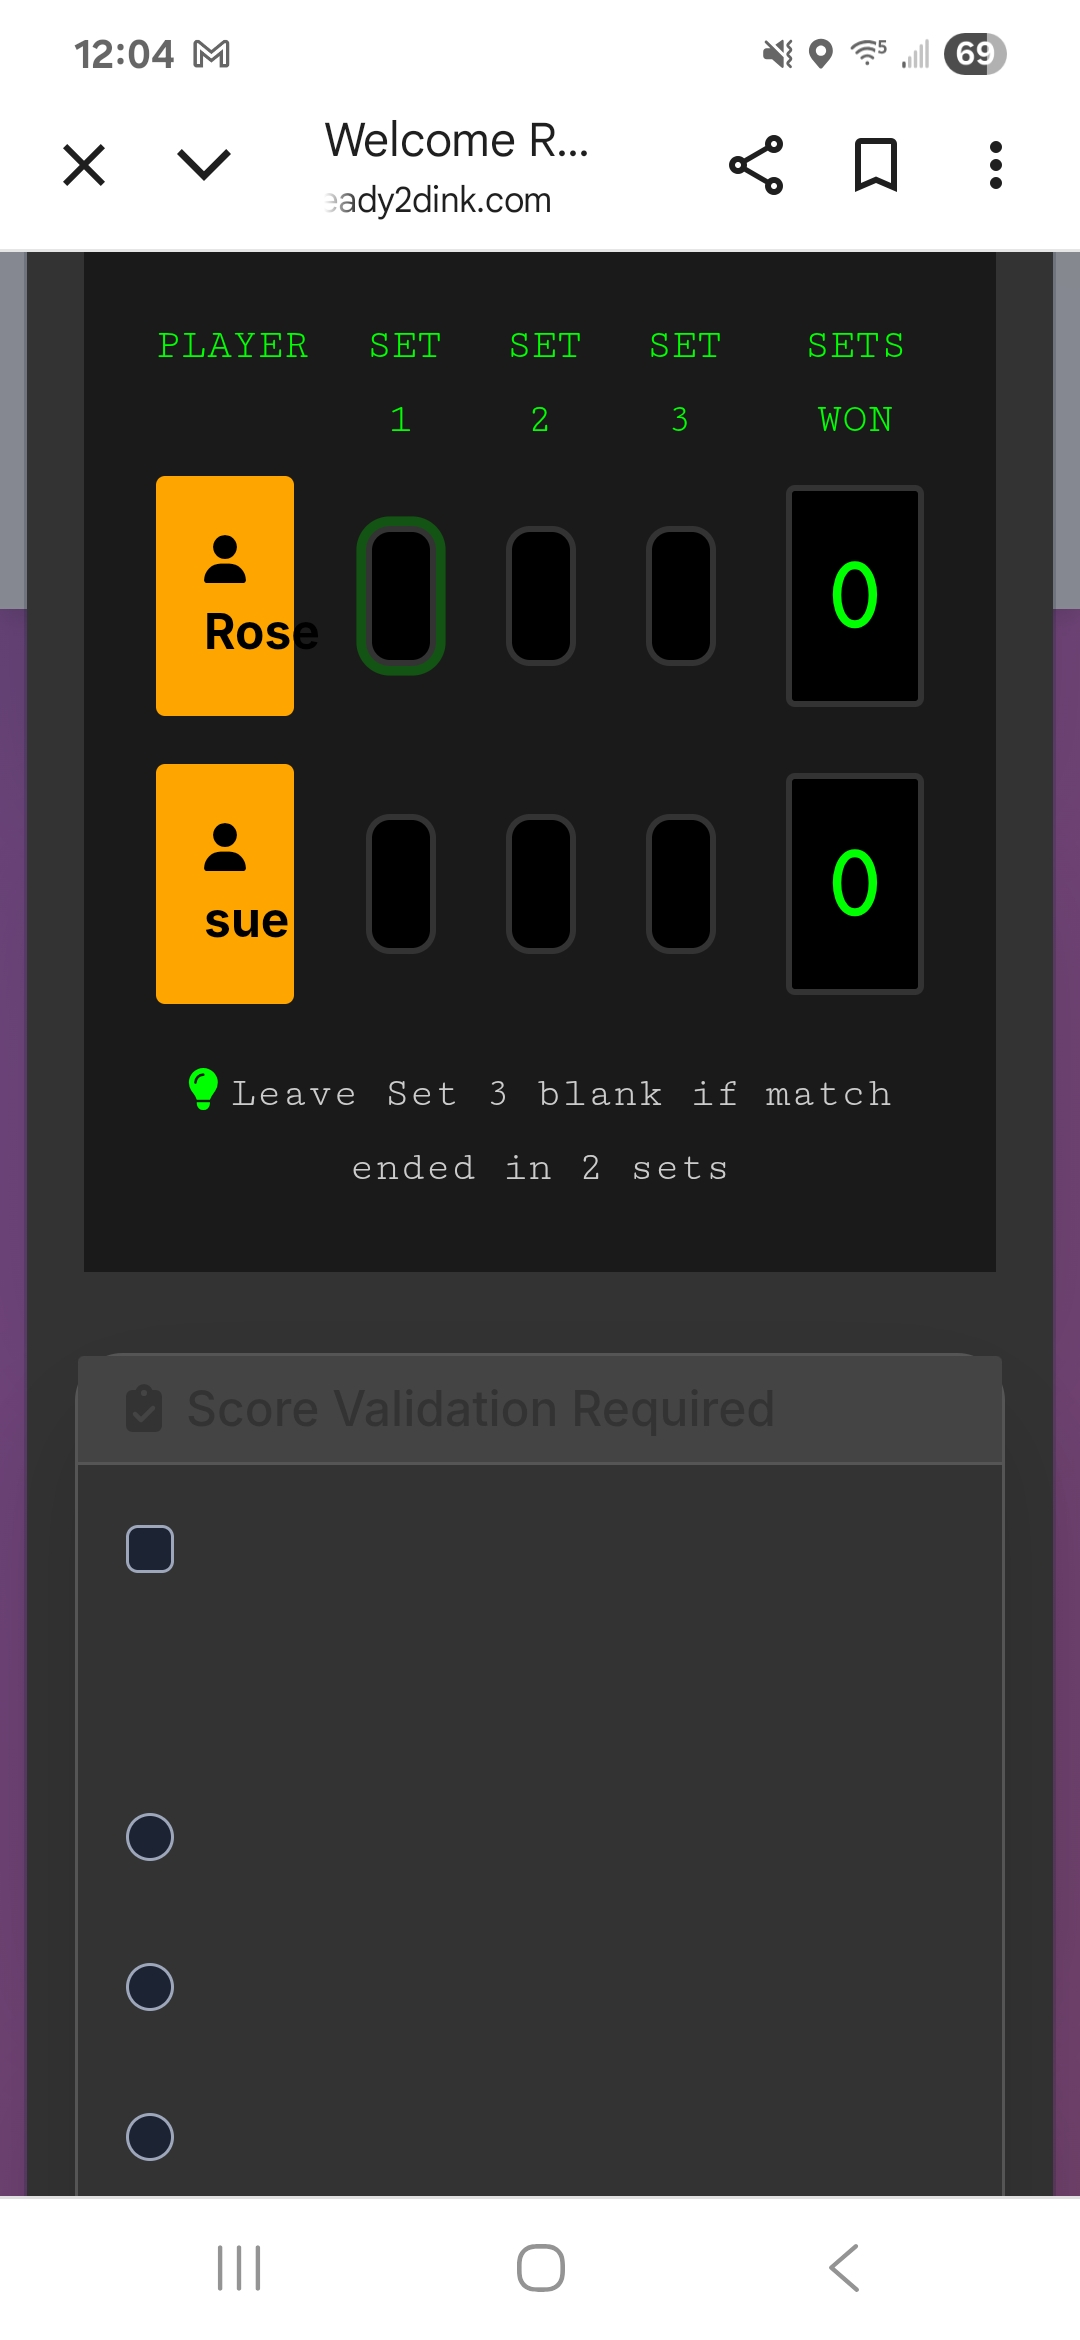 12:04 69
Welcome R...
eady2dink.com
PLAYER SET SET SET SETS
1 2 3 WON
Rose 0
sue 0
Leave Set 3 blank if match
ended in 2 sets
Score Validation Required